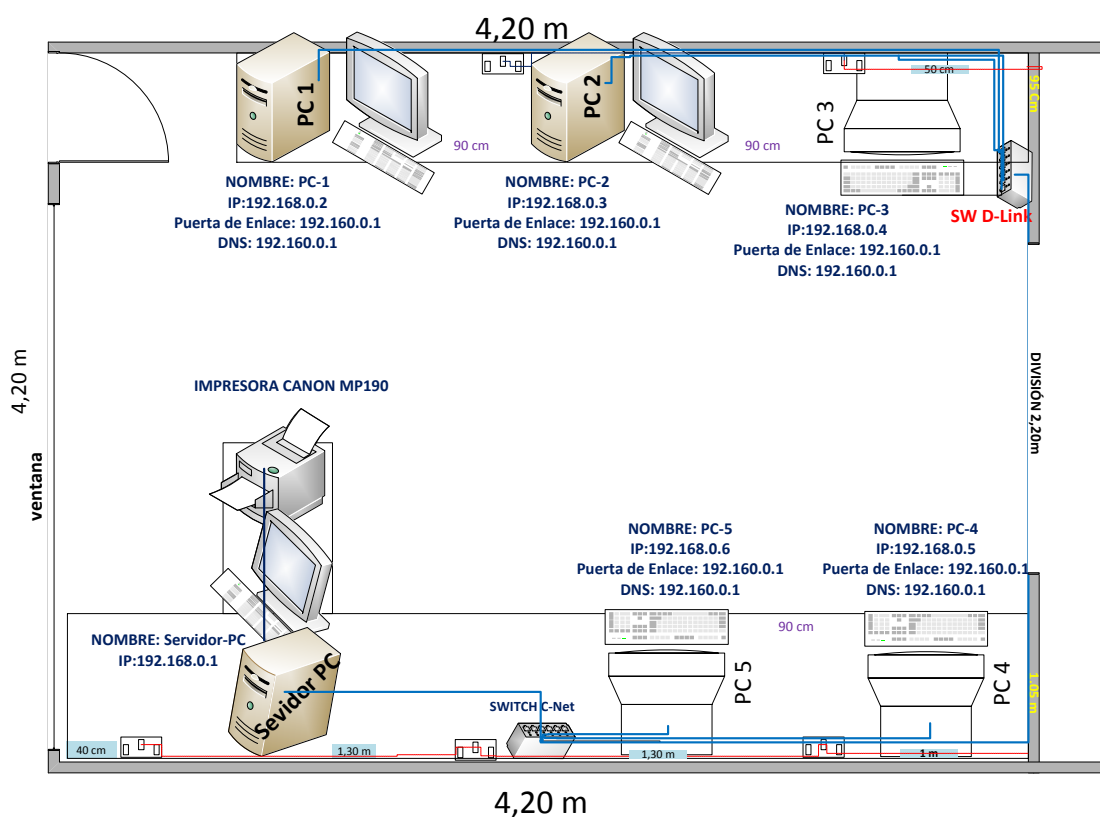 4,20 m
PC 1
PC 2
PC 3
50 cm
95 Cm
90 cm
90 cm
NOMBRE: PC-1
IP:192.168.0.2
Puerta de Enlace: 192.160.0.1
DNS: 192.160.0.1
NOMBRE: PC-2
IP:192.168.0.3
Puerta de Enlace: 192.160.0.1
DNS: 192.160.0.1
NOMBRE: PC-3
IP:192.168.0.4
Puerta de Enlace: 192.160.0.1
DNS: 192.160.0.1
SW D-Link
4,20 m
ventana
DIVISIÓN 2,20m
IMPRESORA CANON MP190
NOMBRE: PC-5
IP:192.168.0.6
Puerta de Enlace: 192.160.0.1
DNS: 192.160.0.1
NOMBRE: PC-4
IP:192.168.0.5
Puerta de Enlace: 192.160.0.1
DNS: 192.160.0.1
90 cm
NOMBRE: Servidor-PC
IP:192.168.0.1
Sevidor PC
SWITCH C-Net
PC 5
PC 4
1,05 m
40 cm
1,30 m
1,30 m
1 m
4,20 m